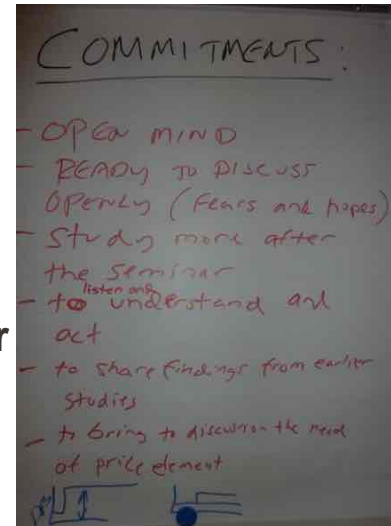 COMMITMENTS:
- OPEN MIND
- READY TO DISCUSS
OPENLY (Fears and hopes)
- Study more after
the seminar
listen and
- to understand and
act
- to share findings from earlier
studies
- to bring to discussion the need
of price element
r